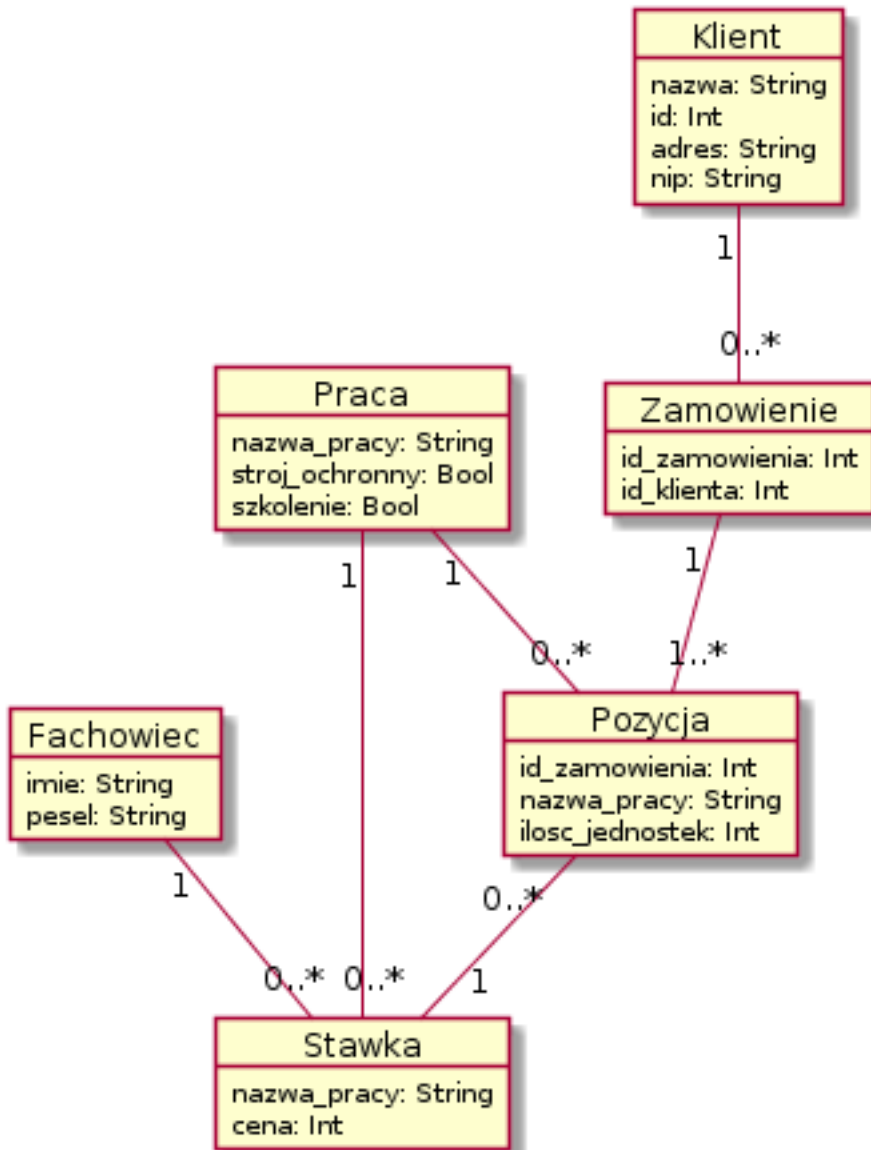 Klient
nazwa: String
id: Int
adres: String
nip: String
1
0..*
Praca
nazwa_pracy: String
stroj_ochronny: Bool
szkolenie: Bool
Zamowienie
id_zamowienia: Int
id_klienta: Int
1
1
1
0..*
1..*
Fachowiec
imie: String
pesel: String
Pozycja
id_zamowienia: Int
nazwa_pracy: String
ilosc_jednostek: Int
1
0..*
0..*
0..*
1
Stawka
nazwa_pracy: String
cena: Int